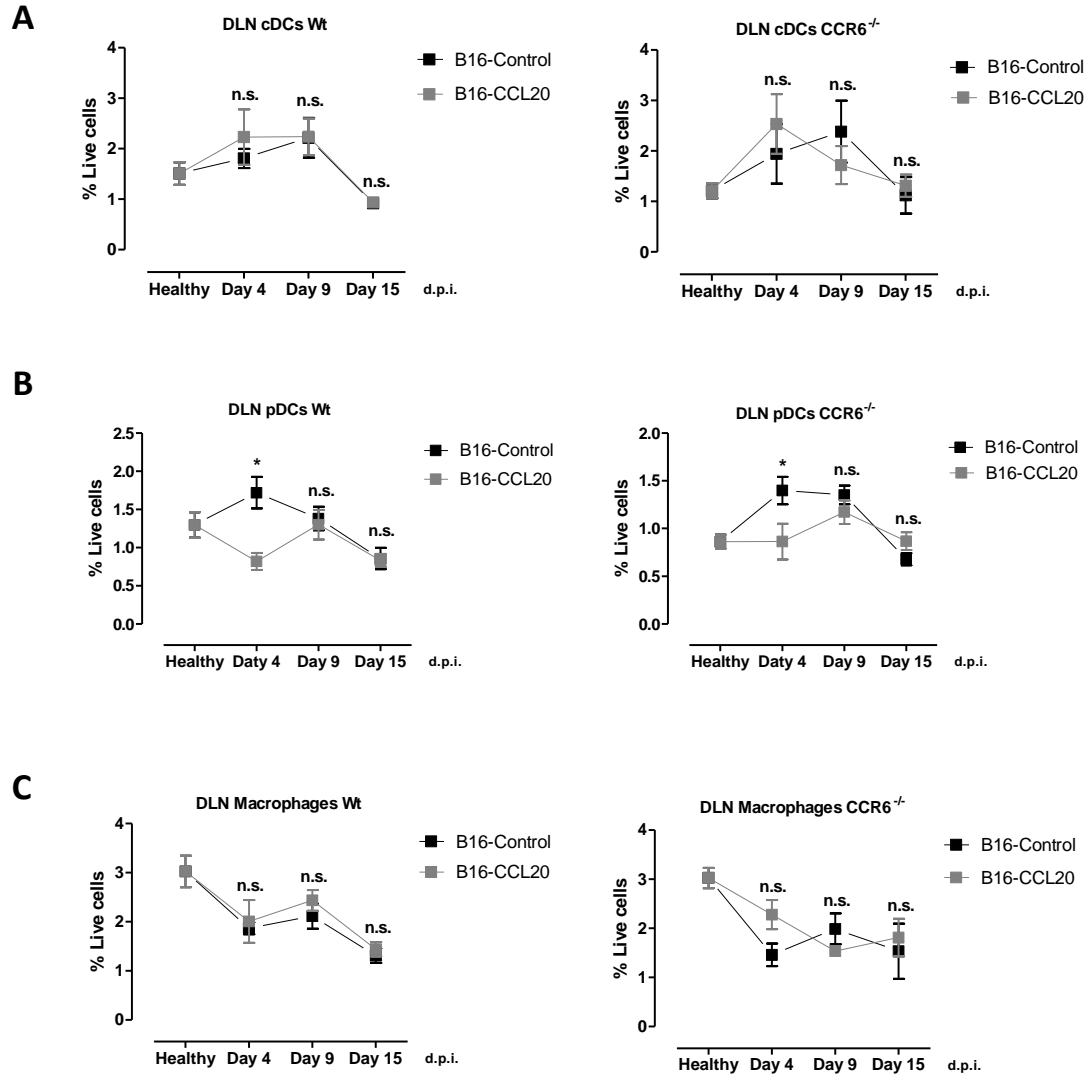 A
DLN cDCs Wt
B16-Control
B16-CCL20
% Live cells
4
3
2
1
0
n.s.
n.s.
n.s.
Healthy Day 4 Day 9 Day 15 d.p.i.
DLN cDCs CCR6-/-
B16-Control
B16-CCL20
% Live cells
4
3
2
1
0
n.s.
n.s.
n.s.
Healthy Day 4 Day 9 Day 15 d.p.i.
B
DLN pDCs Wt
B16-Control
B16-CCL20
% Live cells
2.5
2.0
1.5
1.0
0.5
0.0
*
n.s.
n.s.
Healthy Daty 4 Day 9 Day 15 d.p.i.
DLN pDCs CCR6-/-
B16-Control
B16-CCL20
% Live cells
2.0
1.5
1.0
0.5
0.0
*
n.s.
n.s.
Healthy Daty 4 Day 9 Day 15 d.p.i.
C
DLN Macrophages Wt
B16-Control
B16-CCL20
% Live cells
4
3
2
1
0
n.s.
n.s.
n.s.
Healthy Day 4 Day 9 Day 15 d.p.i.
DLN Macrophages CCR6-/-
B16-Control
B16-CCL20
% Live cells
4
3
2
1
0
n.s.
n.s.
n.s.
Healthy Day 4 Day 9 Day 15 d.p.i.